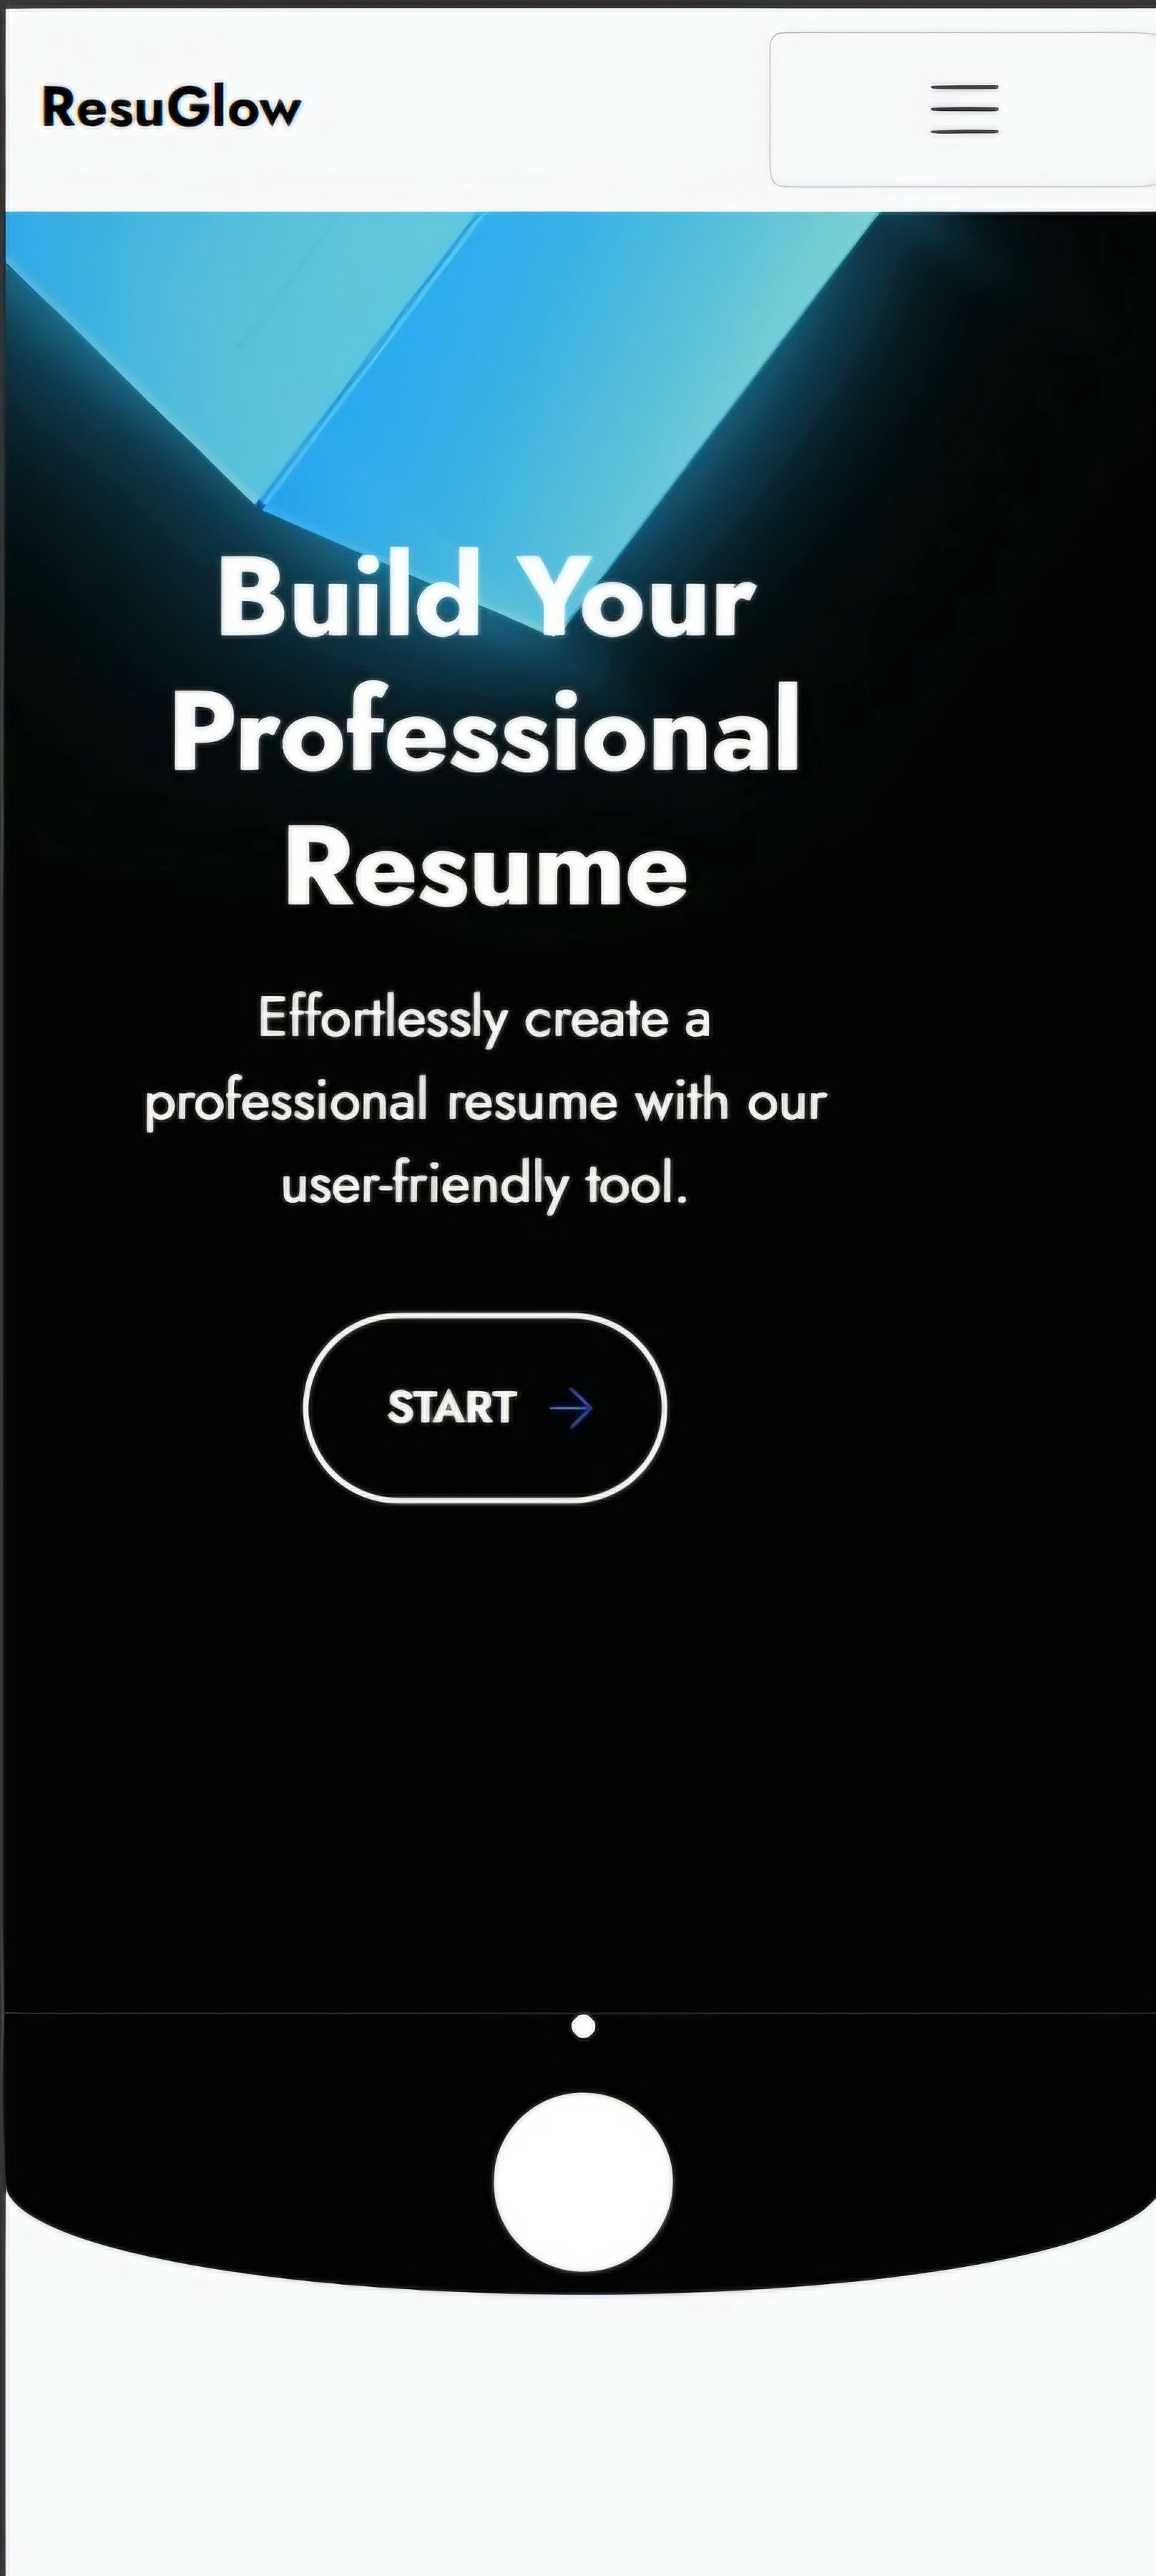 ResuGlow
Build Your
Professional
Resume
Effortlessly create a
professional resume with our
user-friendly tool.
START